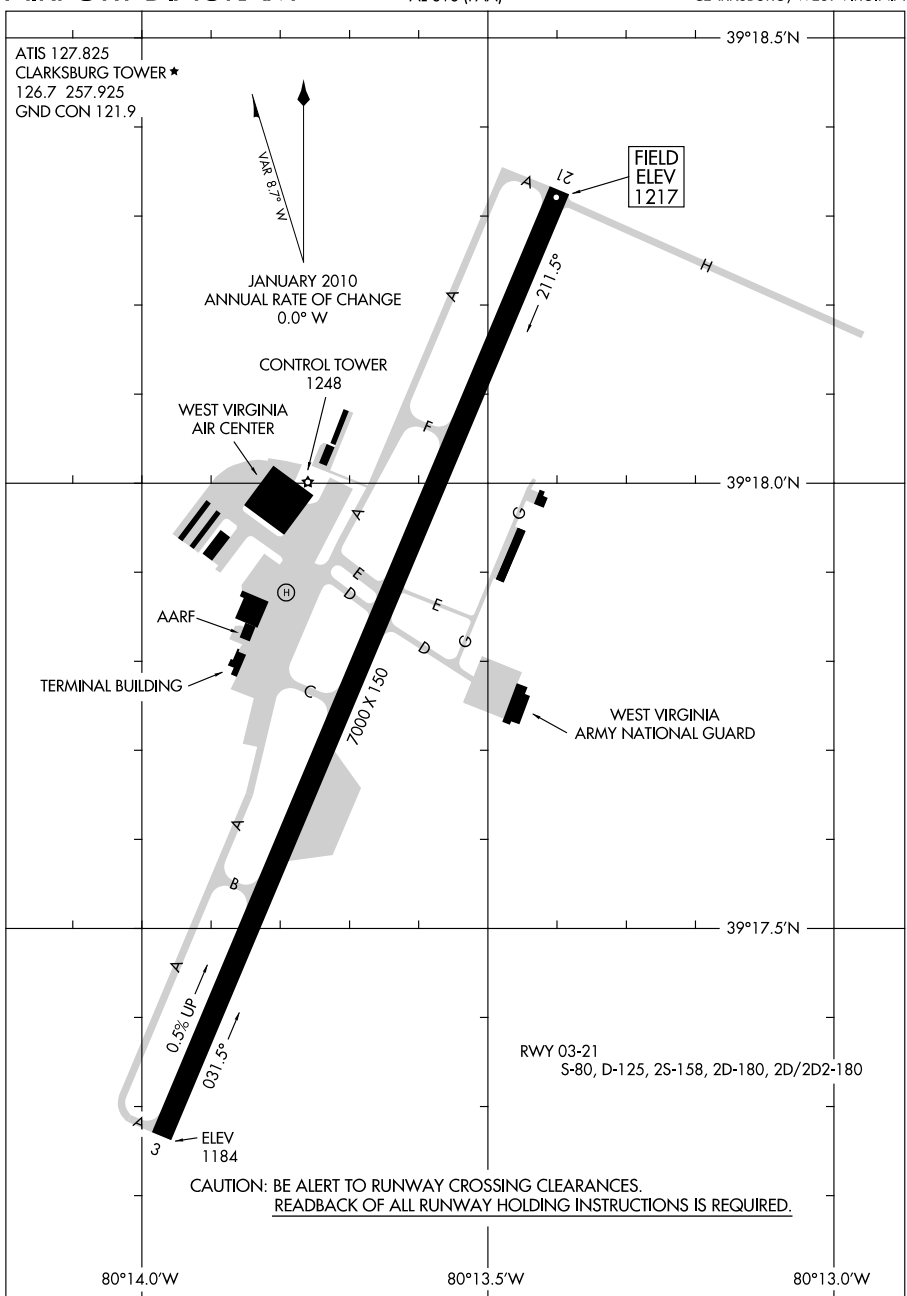 39°18.5'N
ATIS 127.825
CLARKSBURG TOWER ★
126.7 257.925
GND CON 121.9
VAR 8.7° W
FIELD
ELEV
1217
21
A
H
211.5°
A
JANUARY 2010
ANNUAL RATE OF CHANGE
0.0° W
CONTROL TOWER
1248
WEST VIRGINIA
AIR CENTER
F
39°18.0'N
A
G
E
D
H
E
AARF
D
G
TERMINAL BUILDING
C
7000 X 150
WEST VIRGINIA
ARMY NATIONAL GUARD
A
B
39°17.5'N
A
0.5% UP
031.5°
RWY 03-21
S-80, D-125, 2S-158, 2D-180, 2D/2D2-180
A
3
ELEV
1184
CAUTION: BE ALERT TO RUNWAY CROSSING CLEARANCES.
READBACK OF ALL RUNWAY HOLDING INSTRUCTIONS IS REQUIRED.
80°14.0'W
80°13.5'W
80°13.0'W